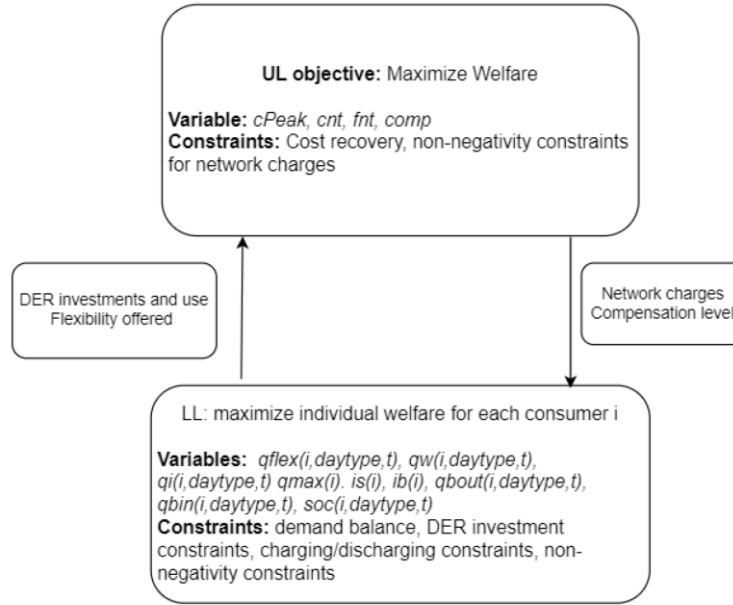 UL objective: Maximize Welfare
Variable: cPeak, cnt, fnt, comp
Constraints: Cost recovery, non-negativity constraints
for network charges
DER investments and use
Flexibility offered
Network charges
Compensation level
LL: maximize individual welfare for each consumer i
Variables: qflex(i,daytype,t), qw(i,daytype,t),
qi(i,daytype,t) qmax(i). is(i), ib(i), qbout(i,daytype,t),
qbin(i,daytype,t), soc(i,daytype,t)
Constraints: demand balance, DER investment
constraints, charging/discharging constraints, non-
negativity constraints